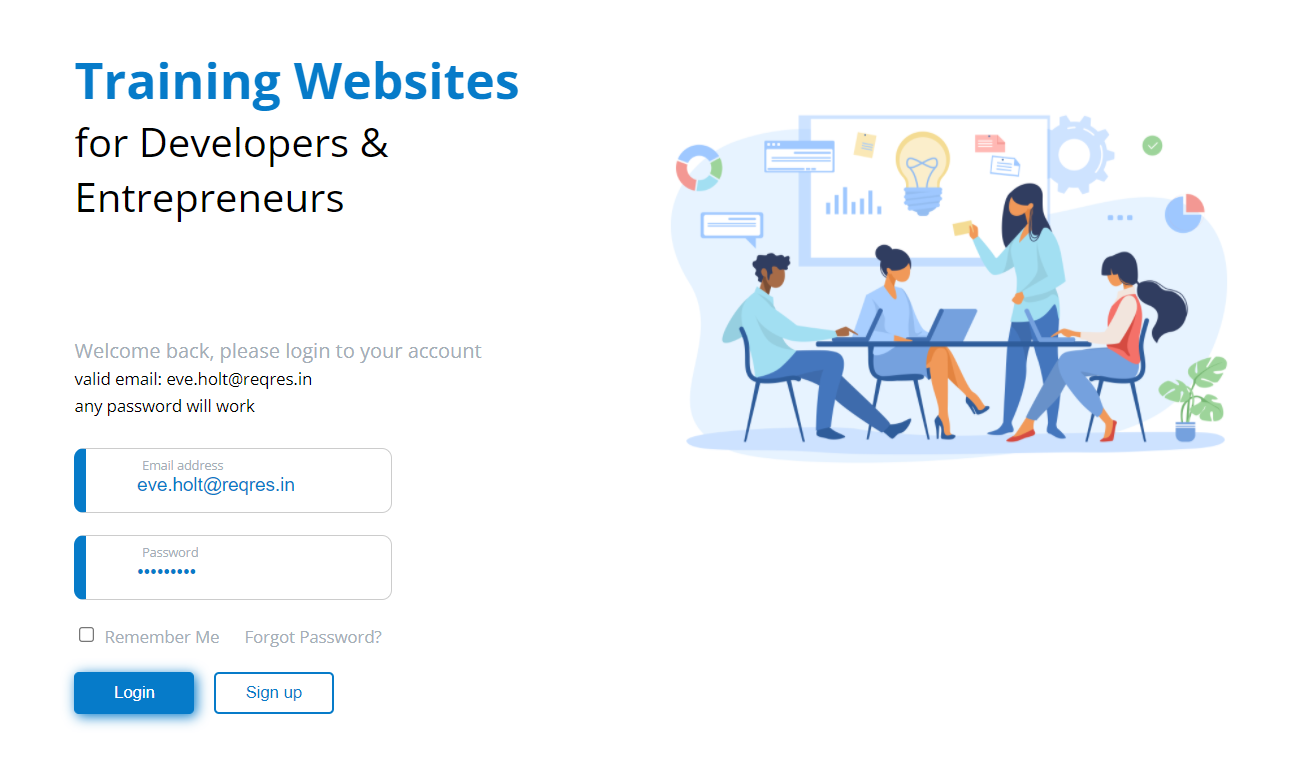 Training Websites
for Developers &
Entrepreneurs
Welcome back, please login to your account
valid email: eve.holt@reqres.in
any password will work
Email address
eve.holt@reqres.in
Password
•••••••••
Remember Me Forgot Password?
Login Sign up